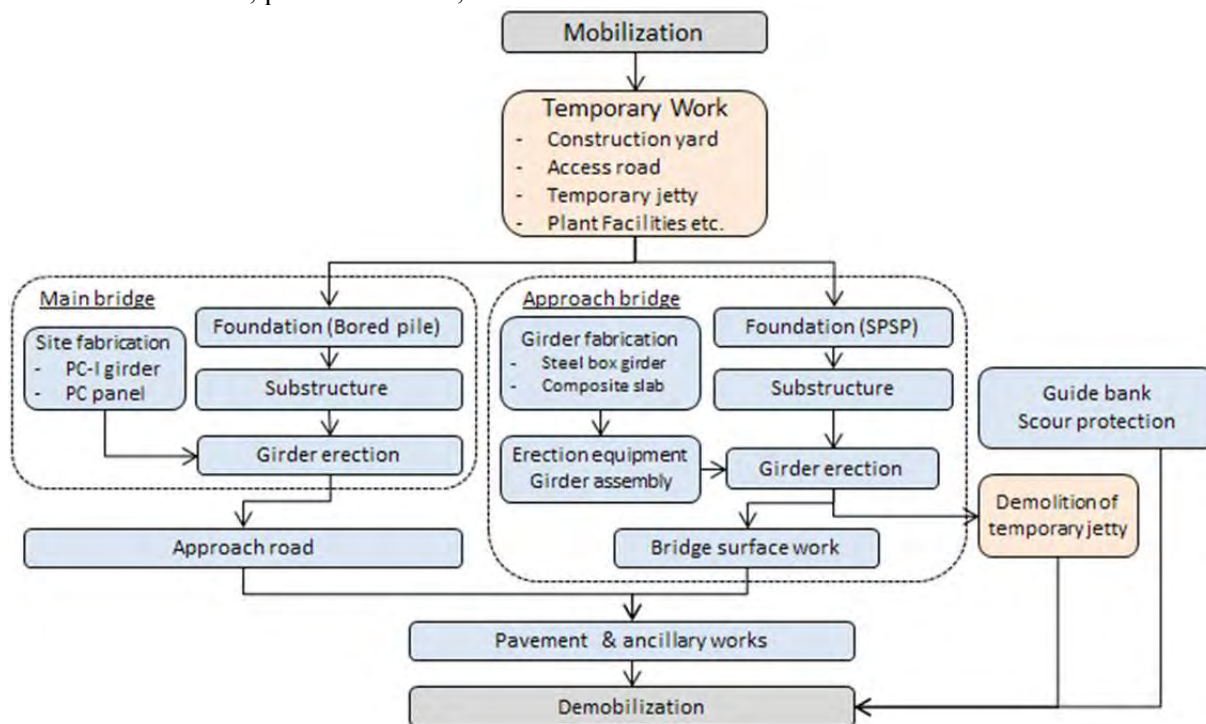 Mobilization
Temporary Work
- Construction yard
- Access road
- Temporary jetty
- Plant Facilities etc.
Main bridge
Site fabrication
- PC-I girder
- PC panel
Foundation (Bored pile)
Substructure
Girder erection
Approach road
Approach bridge
Girder fabrication
- Steel box girder
- Composite slab
Erection equipment
Girder assembly
Foundation (SPSP)
Substructure
Girder erection
Bridge surface work
Guide bank
Scour protection
Demolition of
temporary jetty
Pavement & ancillary works
Demobilization